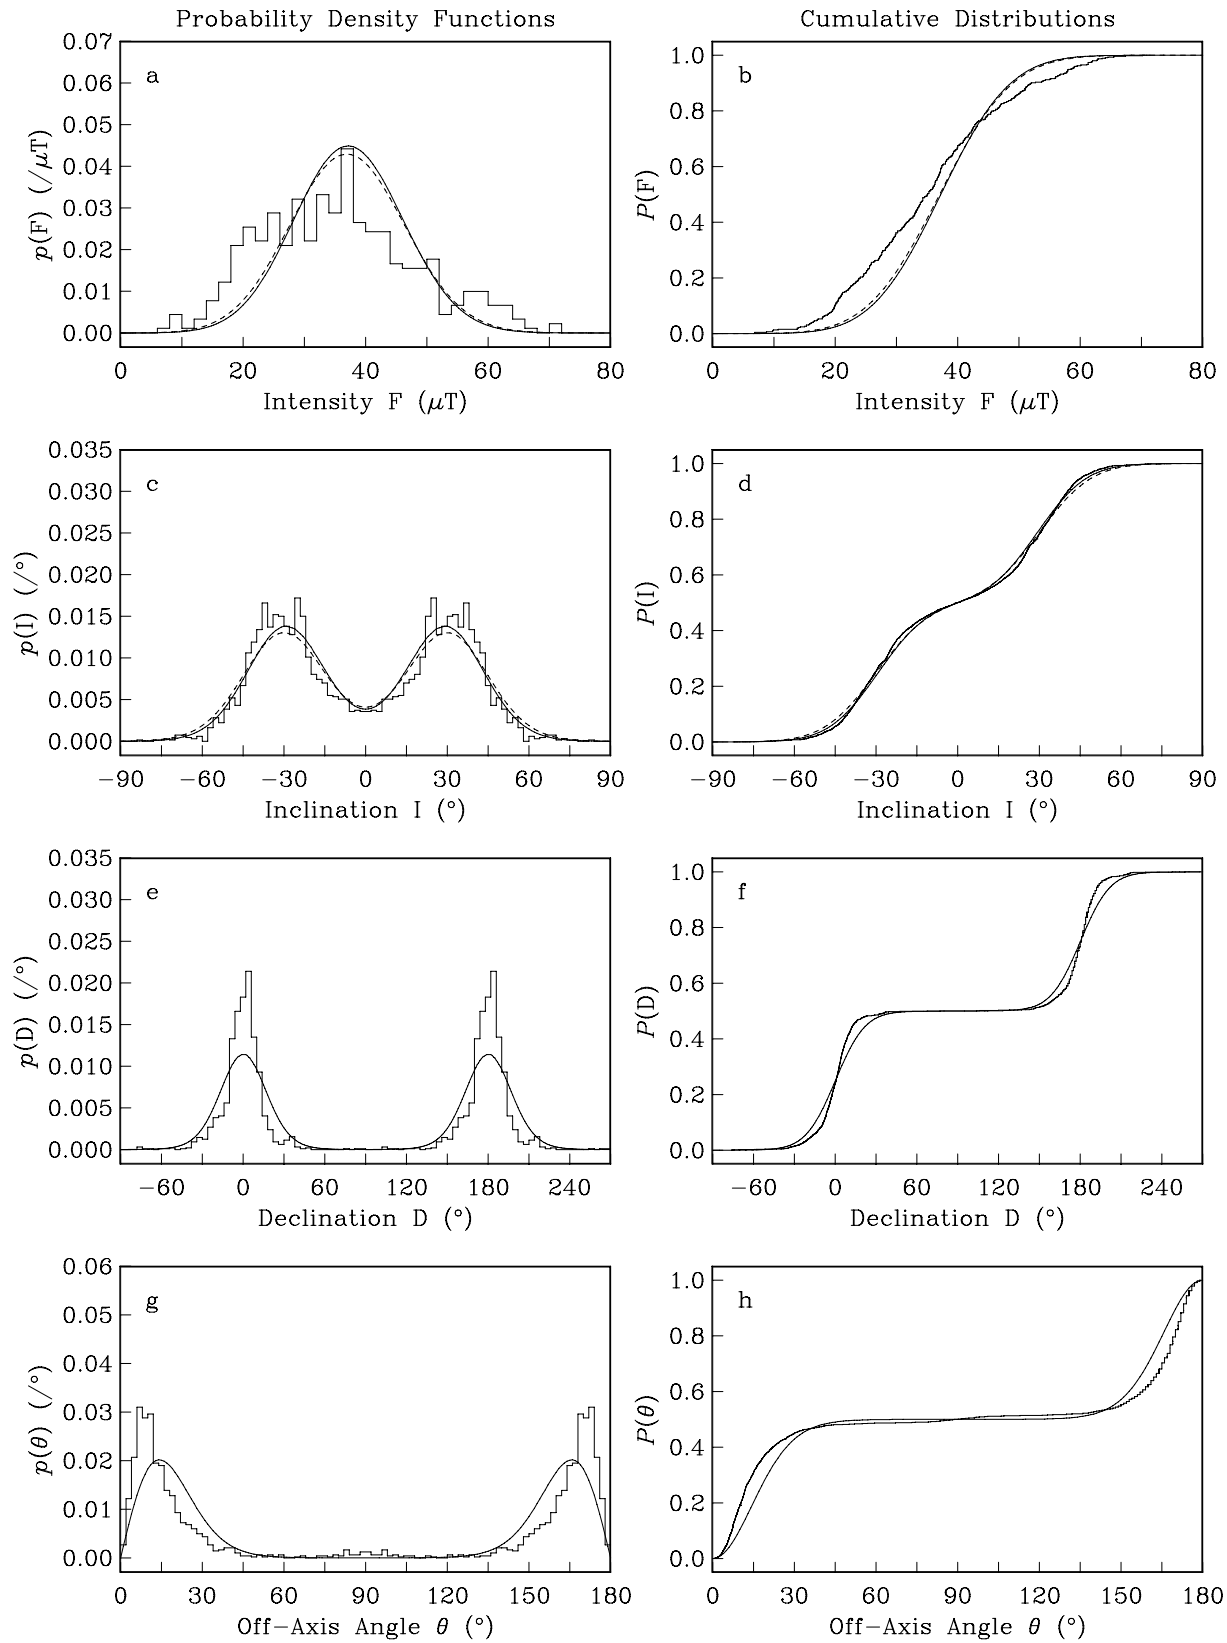 Probability Density Functions
Cumulative Distributions
a
0.07
0.06
0.05
0.04
0.03
0.02
0.01
0.00
p(F) (/μT)
0 20 40 60 80
Intensity F (μT)
b
1.0
0.8
0.6
0.4
0.2
0.0
P(F)
0 20 40 60 80
Intensity F (μT)
c
0.035
0.030
0.025
0.020
0.015
0.010
0.005
0.000
p(I) (/°)
−90 −60 −30 0 30 60 90
Inclination I (°)
d
1.0
0.8
0.6
0.4
0.2
0.0
P(I)
−90 −60 −30 0 30 60 90
Inclination I (°)
e
0.035
0.030
0.025
0.020
0.015
0.010
0.005
0.000
p(D) (/°)
−60 0 60 120 180 240
Declination D (°)
f
1.0
0.8
0.6
0.4
0.2
0.0
P(D)
−60 0 60 120 180 240
Declination D (°)
g
0.06
0.05
0.04
0.03
0.02
0.01
0.00
p(θ) (/°)
0 30 60 90 120 150 180
Off−Axis Angle θ (°)
h
1.0
0.8
0.6
0.4
0.2
0.0
P(θ)
0 30 60 90 120 150 180
Off−Axis Angle θ (°)